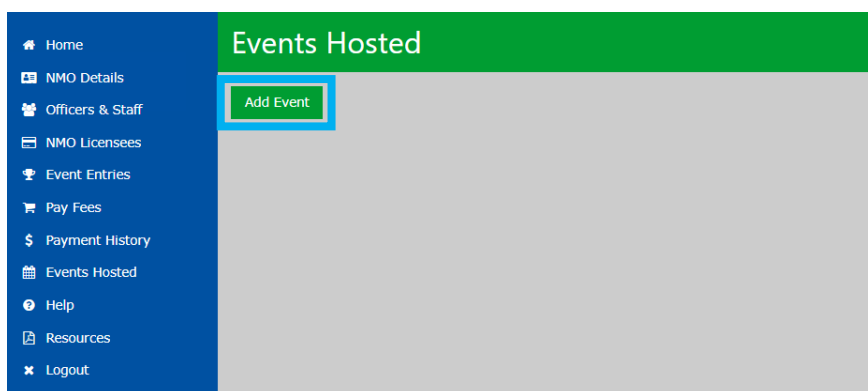 Home
NMO Details
Officers & Staff
NMO Licensees
Event Entries
Pay Fees
Payment History
Events Hosted
Help
Resources
Logout
Events Hosted
Add Event